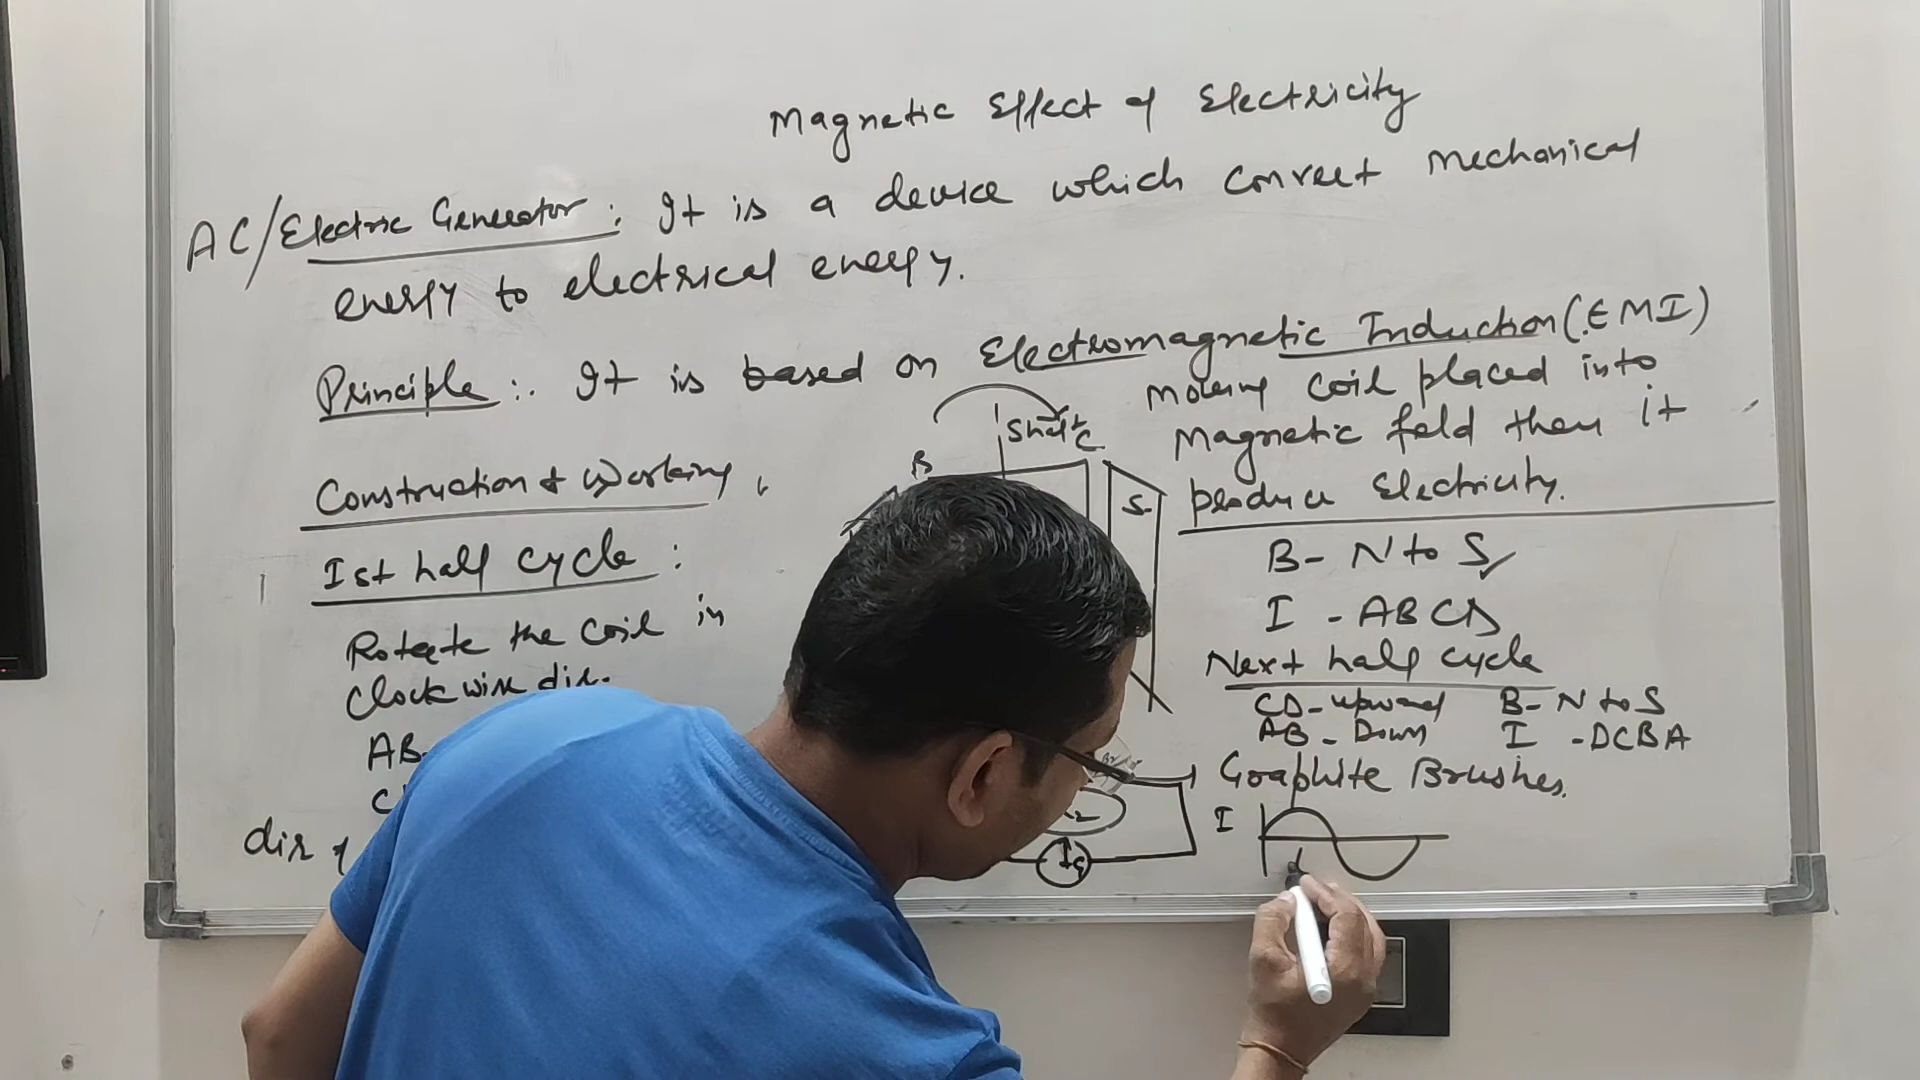 Magnetic Effect of Electricity
AC/Electric Generator: It is a device which convert mechanical
energy to electrical energy.
Principle:. It is based on Electromagnetic Induction (EMI)
Moving coil placed into
Magnetic field then it
produce Electricity.
Shaft
B
C
S
Construction & Working
Ist half cycle:
Rotate the coil in
Clockwise dir.
AB-
C
dir of
B- N to S
I - ABCD
Next half cycle
CD- upward B- N to S
AB- Down I - DCBA
Graphite Brushes.
G
I